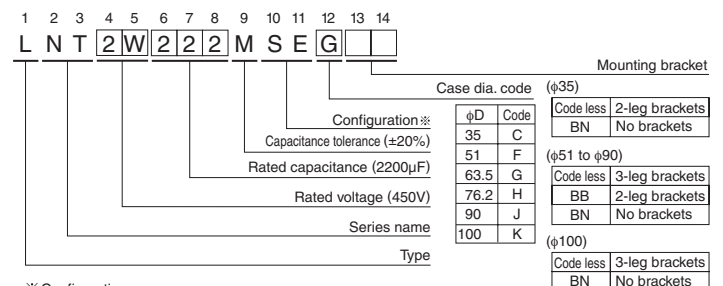 1 2 3 4 5 6 7 8 9 10 11 12 13 14
L N T 2 W 2 2 2 M S E G
Mounting bracket
Case dia. code
Configuration※
Capacitance tolerance (±20%)
Rated capacitance (2200µF)
Rated voltage (450V)
Series name
Type
ϕD Code
35 C
51 F
63.5 G
76.2 H
90 J
100 K
(ϕ35)
Code less 2-leg brackets
BN No brackets
(ϕ51 to ϕ90)
Code less 3-leg brackets
BB 2-leg brackets
BN No brackets
(ϕ100)
Code less 3-leg brackets
BN No brackets